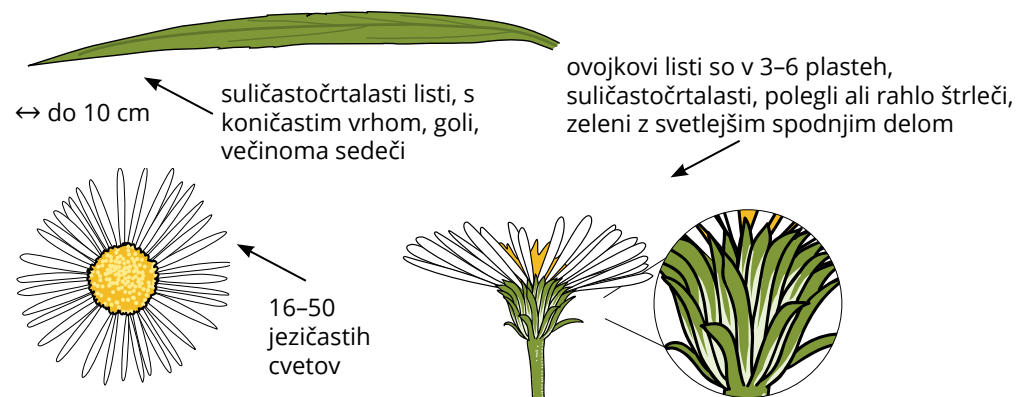 ovojkovi listi so v 3–6 plasteh,
suličastočrtalasti, polegli ali rahlo štrleči,
zeleni z svetlejšim spodnjim delom
suličastočrtalasti listi, s
koničastim vrhom, goli,
večinoma sedeči
↔ do 10 cm
16–50
jezičastih
cvetov